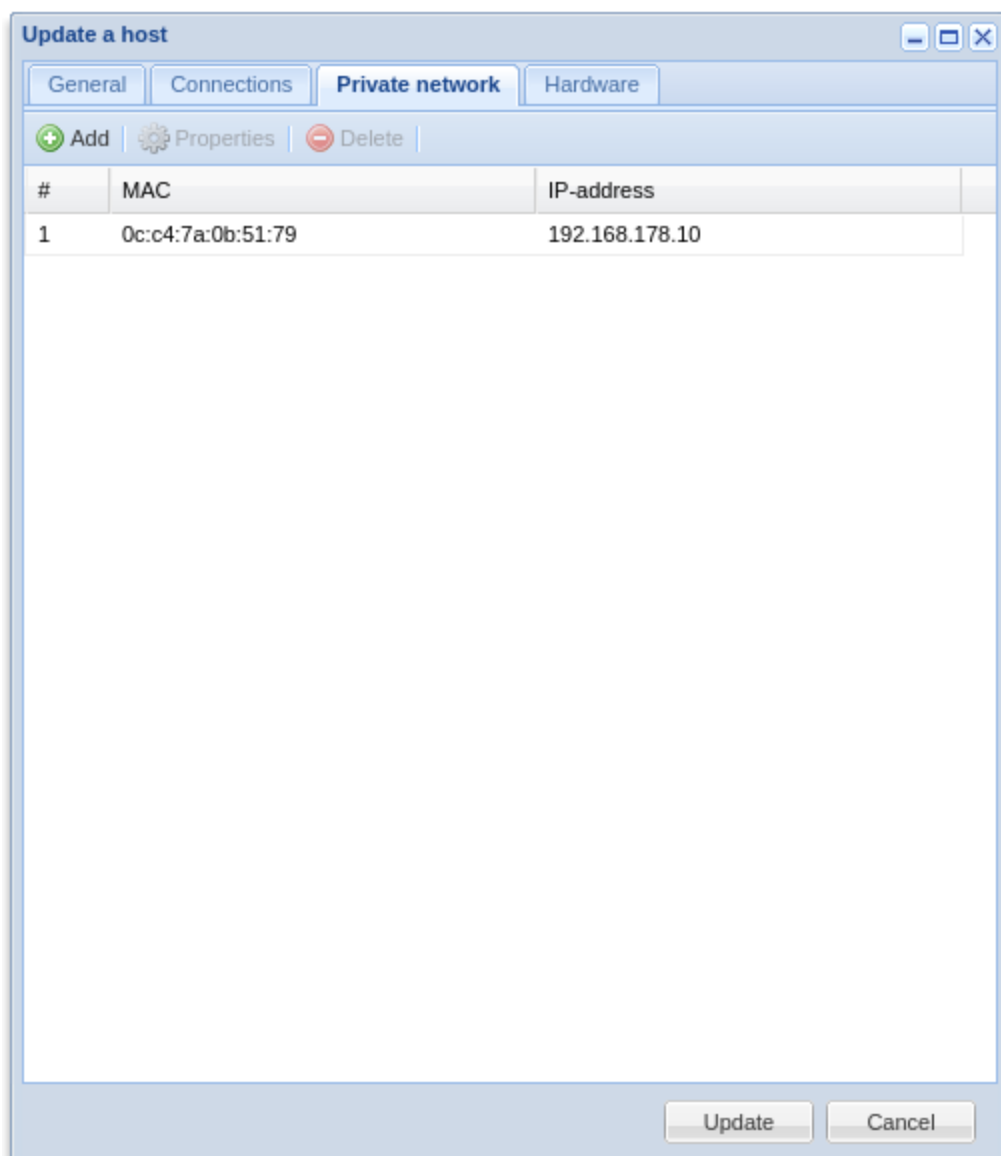 Update a host
General Connections Private network Hardware
Add Properties Delete
# MAC IP-address
1 0c:c4:7a:0b:51:79 192.168.178.10
Update Cancel